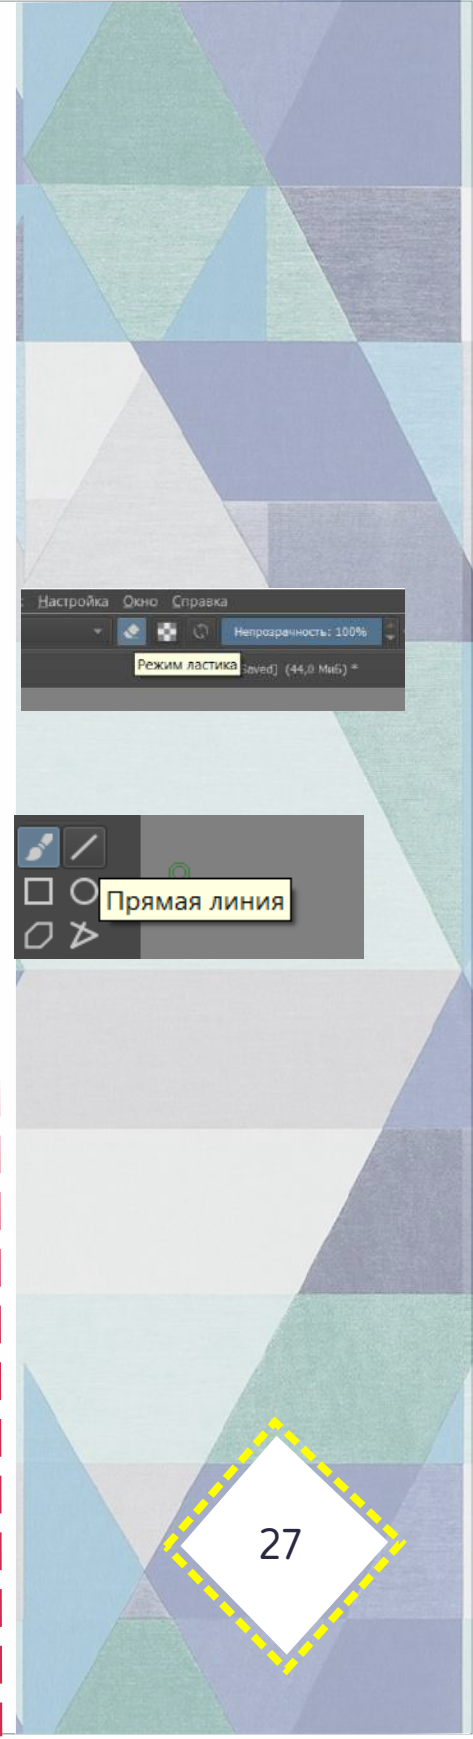 Настройка Окно Справка
Непрозрачность: 100%
Режим ластика
Saved] (44,0 МиБ) *
Прямая линия
27